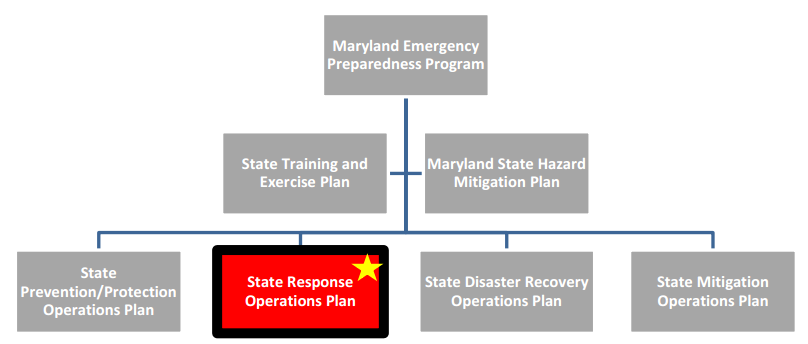 Maryland Emergency
Preparedness Program
State Training and
Exercise Plan
Maryland State Hazard
Mitigation Plan
State
Prevention/Protection
Operations Plan
State Response
Operations Plan
State Disaster Recovery
Operations Plan
State Mitigation
Operations Plan